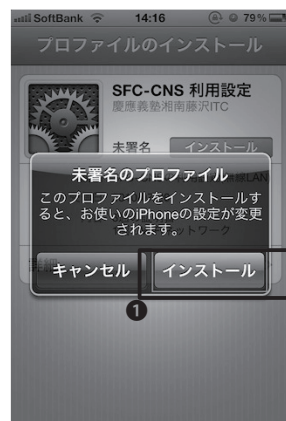 SoftBank 14:16 79%
プロファイルのインストール
SFC-CNS 利用設定
慶應義塾湘南藤沢ITC
未署名 インストール
未署名のプロファイル
このプロファイルをインストールす
ると、お使いのiPhoneの設定が変更
されます。
キャンセル インストール
❶